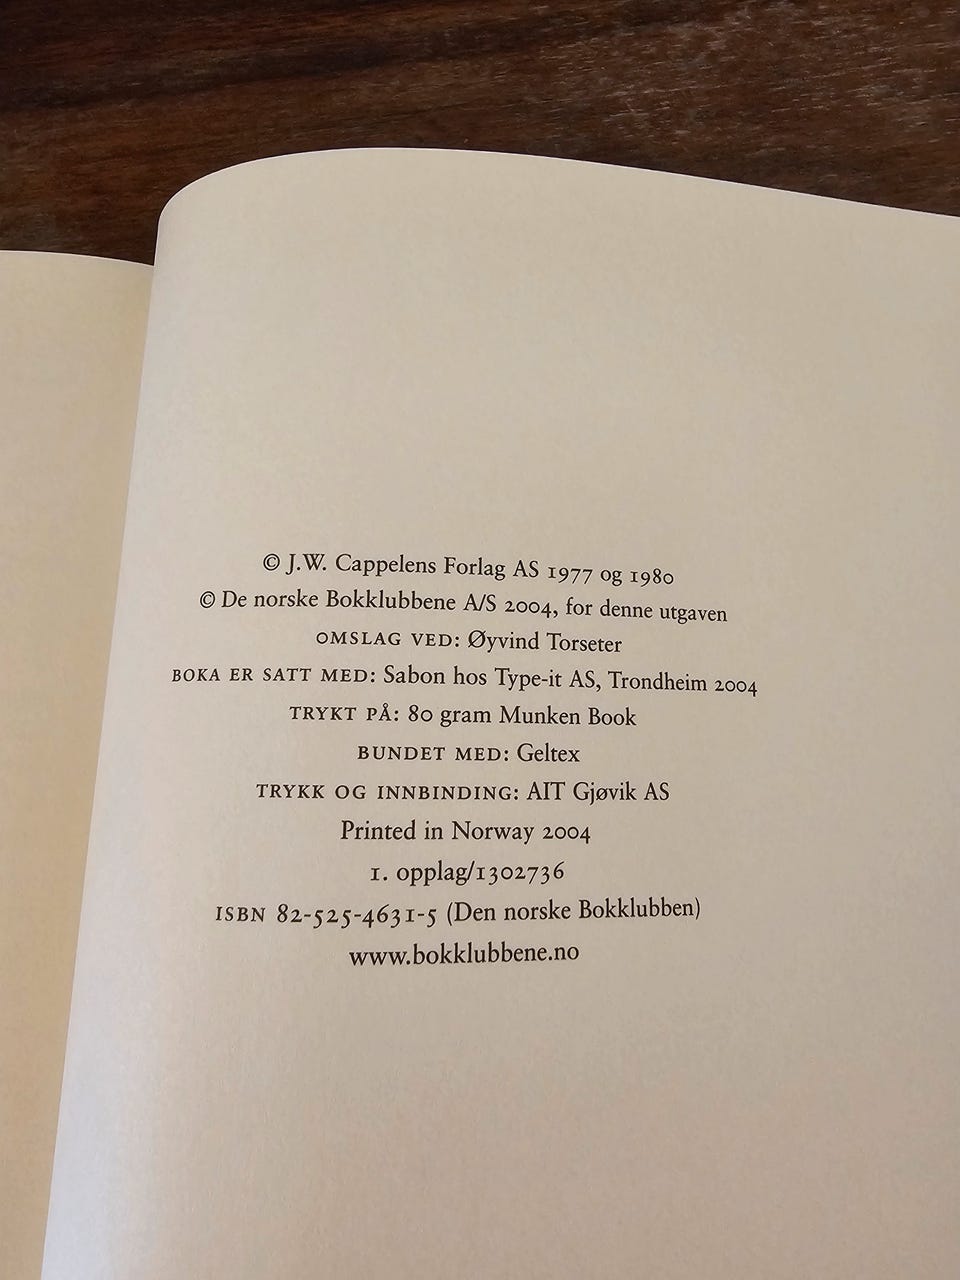 © J.W. Cappelens Forlag AS 1977 og 1980
© De norske Bokklubbene A/S 2004, for denne utgaven
OMSLAG VED: Øyvind Torseter
BOKA ER SATT MED: Sabon hos Type-it AS, Trondheim 2004
TRYKT PÅ: 80 gram Munken Book
BUNDET MED: Geltex
TRYKK OG INNBINDING: AIT Gjøvik AS
Printed in Norway 2004
1. opplag/1302736
ISBN 82-525-4631-5 (Den norske Bokklubben)
www.bokklubbene.no